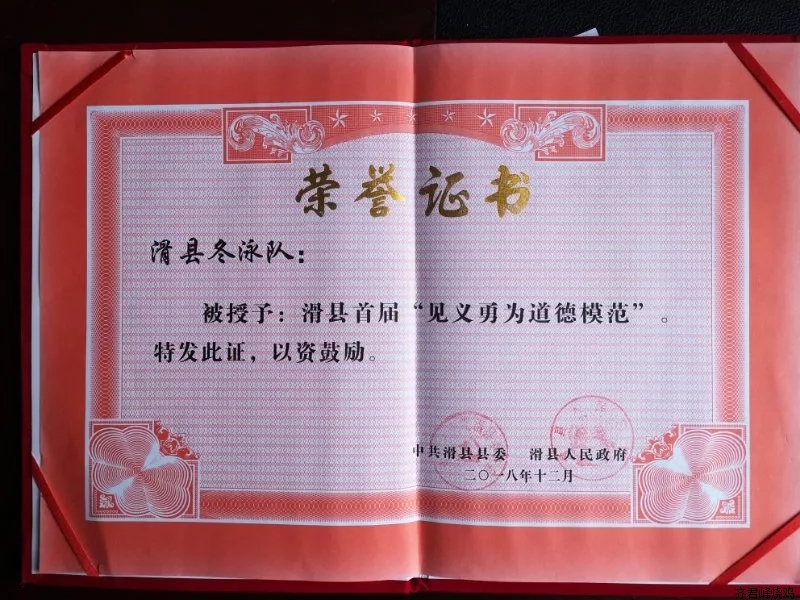 荣誉证书
滑县冬泳队：
被授予：滑县首届“见义勇为道德模范”。
特发此证，以资鼓励。
中共滑县县委 滑县人民政府
二〇一八年十二月